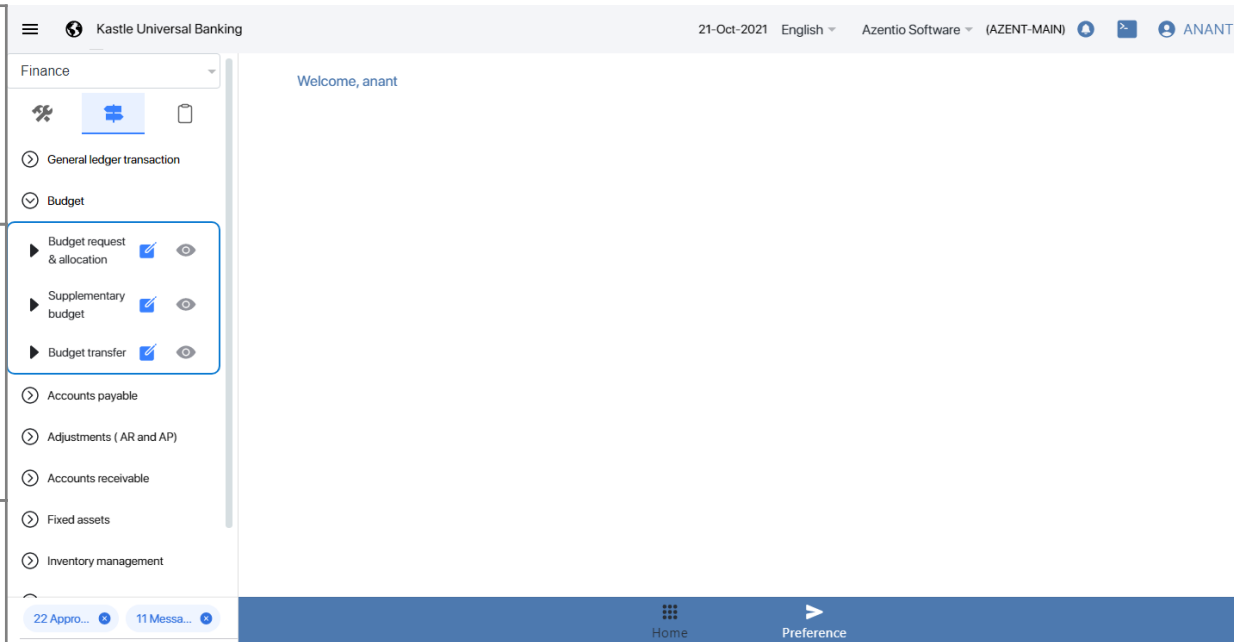 Kastle Universal Banking
21-Oct-2021 English Azentio Software (AZENT-MAIN) ANANT
Finance
Welcome, anant
General ledger transaction
Budget
Budget request
& allocation
Supplementary
budget
Budget transfer
Accounts payable
Adjustments ( AR and AP)
Accounts receivable
Fixed assets
Inventory management
22 Appro... 11 Messa...
Home
Preference